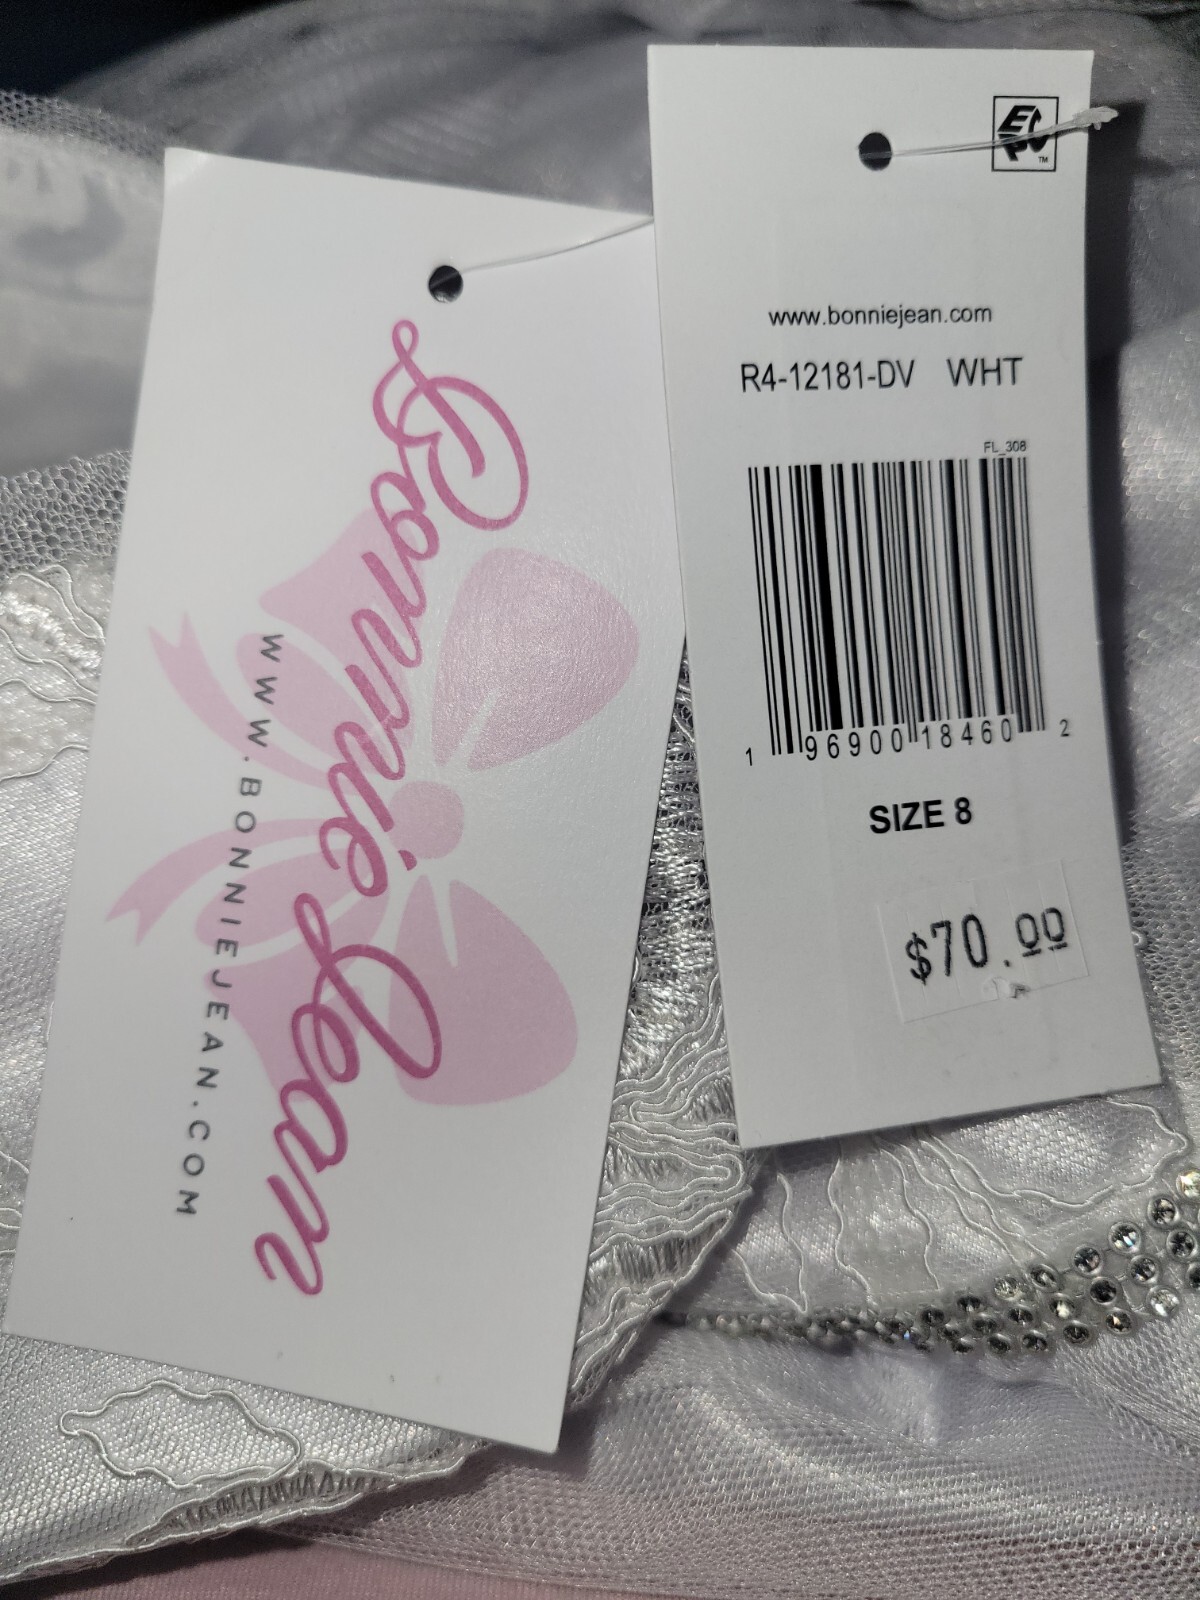 Bonnie Jean
WWW.BONNIEJEAN.COM
EPC™
www.bonniejean.com
R4-12181-DV WHT
FL_308
1 96900 18460 2
SIZE 8
$70.00